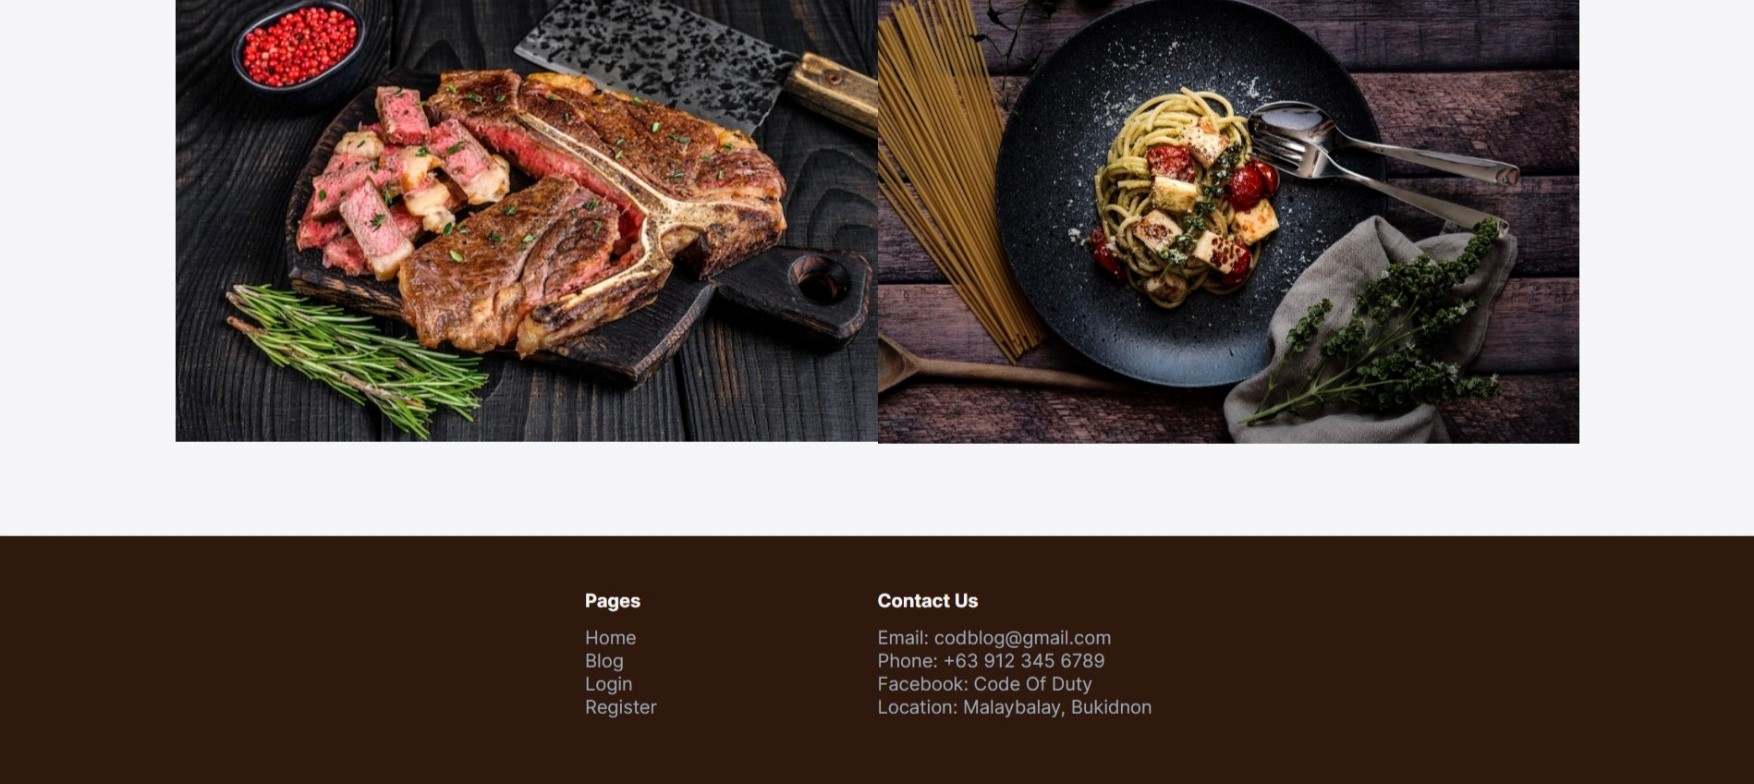 Pages
Home
Blog
Login
Register
Contact Us
Email: codblog@gmail.com
Phone: +63 912 345 6789
Facebook: Code Of Duty
Location: Malaybalay, Bukidnon